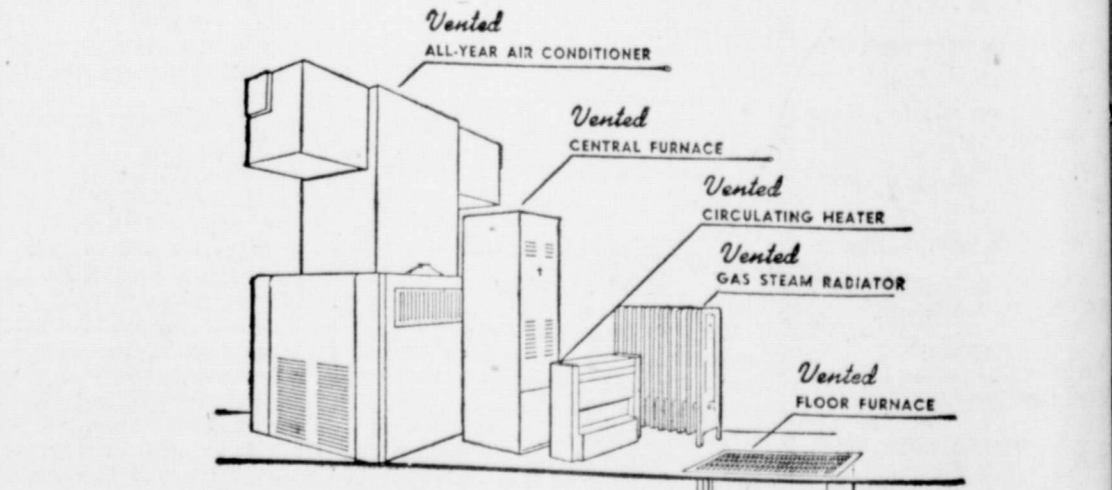 Vented
ALL-YEAR AIR CONDITIONER
Vented
CENTRAL FURNACE
Vented
CIRCULATING HEATER
Vented
GAS STEAM RADIATOR
Vented
FLOOR FURNACE